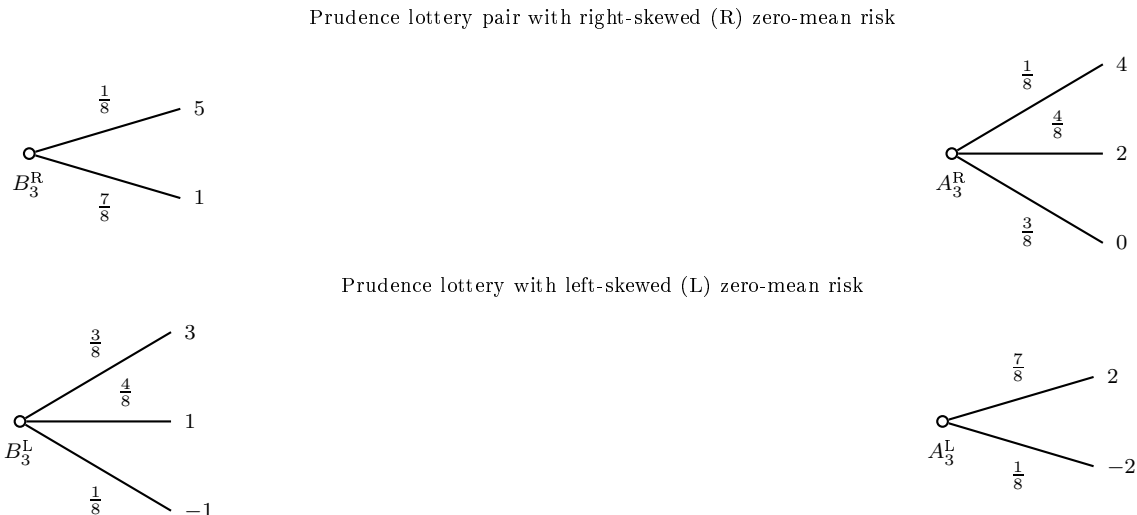 Prudence lottery pair with right-skewed (R) zero-mean risk
1/8 5
B_3^R
7/8 1
1/8 4
4/8 2
A_3^R
3/8 0
Prudence lottery with left-skewed (L) zero-mean risk
3/8 3
4/8 1
B_3^L
1/8 −1
7/8 2
A_3^L
1/8 −2